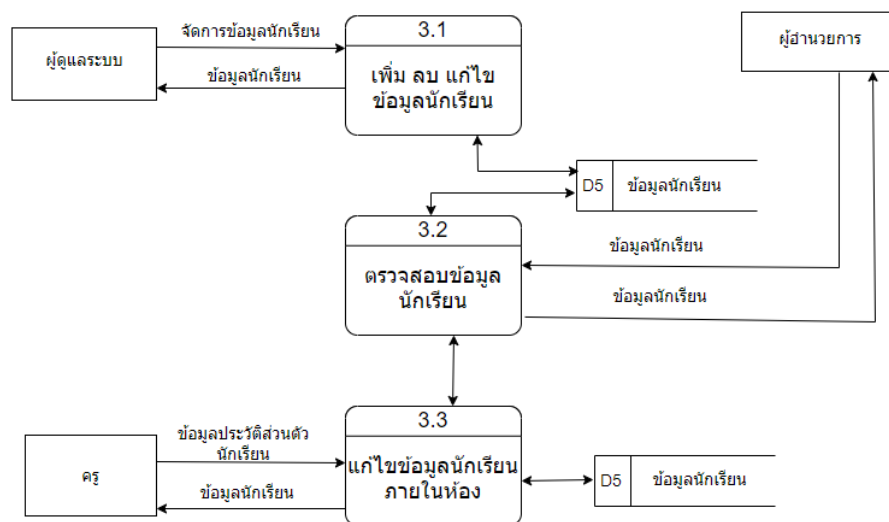 จัดการข้อมูลนักเรียน
3.1
ผู้อำนวยการ
ผู้ดูแลระบบ
ข้อมูลนักเรียน
เพิ่ม ลบ แก้ไข
ข้อมูลนักเรียน
D5
ข้อมูลนักเรียน
3.2
ข้อมูลนักเรียน
ตรวจสอบข้อมูล
นักเรียน
ข้อมูลนักเรียน
3.3
ข้อมูลประวัติส่วนตัว
นักเรียน
ครู
แก้ไขข้อมูลนักเรียน
ภายในห้อง
D5
ข้อมูลนักเรียน
ข้อมูลนักเรียน